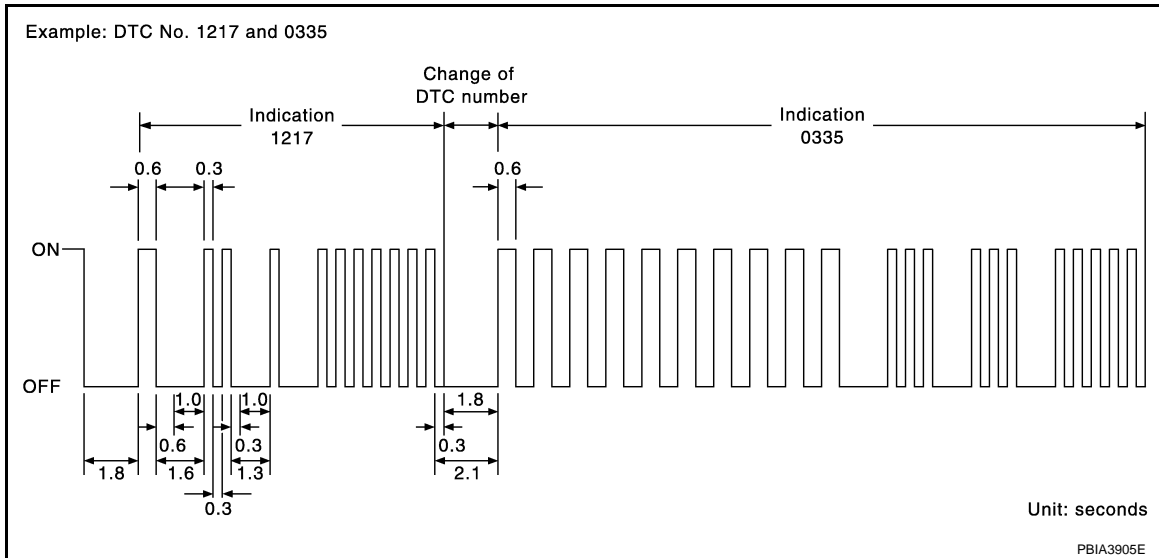 Example: DTC No. 1217 and 0335
Change of
DTC number
Indication
1217
Indication
0335
0.6
0.3
0.6
ON
OFF
1.0
1.0
1.8
0.6
0.3
0.3
1.8
1.6
1.3
2.1
0.3
Unit: seconds
PBIA3905E